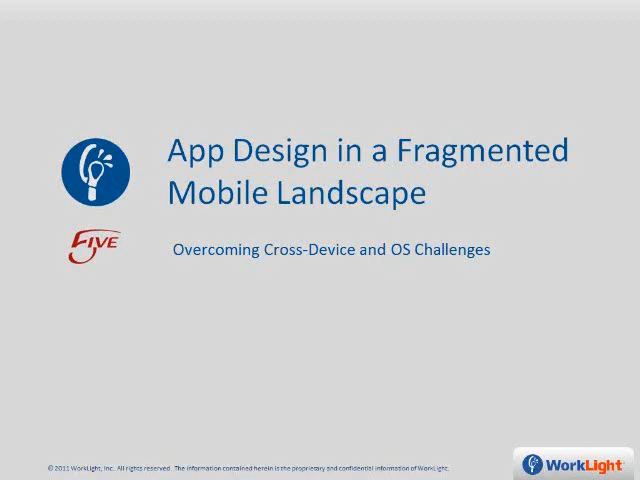 App Design in a Fragmented
Mobile Landscape
FIVE
Overcoming Cross-Device and OS Challenges
© 2011 WorkLight, Inc. All rights reserved. The information contained herein is the proprietary and confidential information of WorkLight.
WorkLight